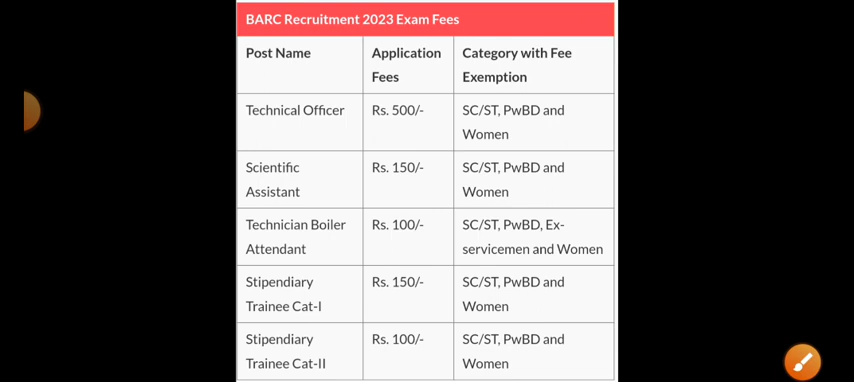 BARC Recruitment 2023 Exam Fees
Post Name
Application
Fees
Category with Fee
Exemption
Technical Officer
Rs. 500/-
SC/ST, PwBD and
Women
Scientific
Assistant
Rs. 150/-
SC/ST, PwBD and
Women
Technician Boiler
Attendant
Rs. 100/-
SC/ST, PwBD, Ex-
servicemen and Women
Stipendiary
Trainee Cat-I
Rs. 150/-
SC/ST, PwBD and
Women
Stipendiary
Trainee Cat-II
Rs. 100/-
SC/ST, PwBD and
Women